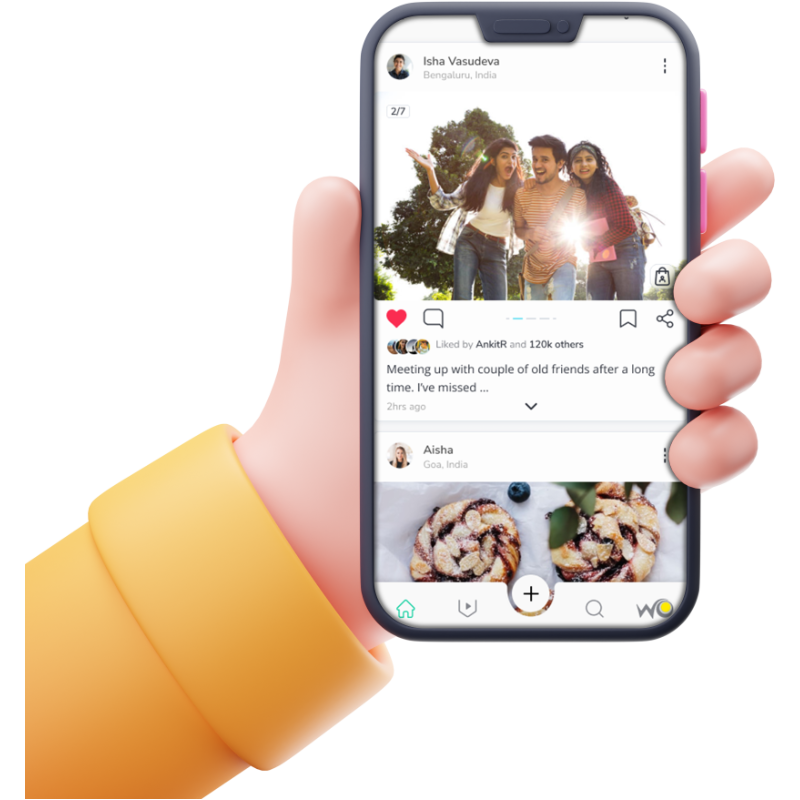 Isha Vasudeva
Bengaluru, India
2/7
Liked by AnkitR and 120k others
Meeting up with couple of old friends after a long
time. I've missed ...
2hrs ago
Aisha
Goa, India
WO